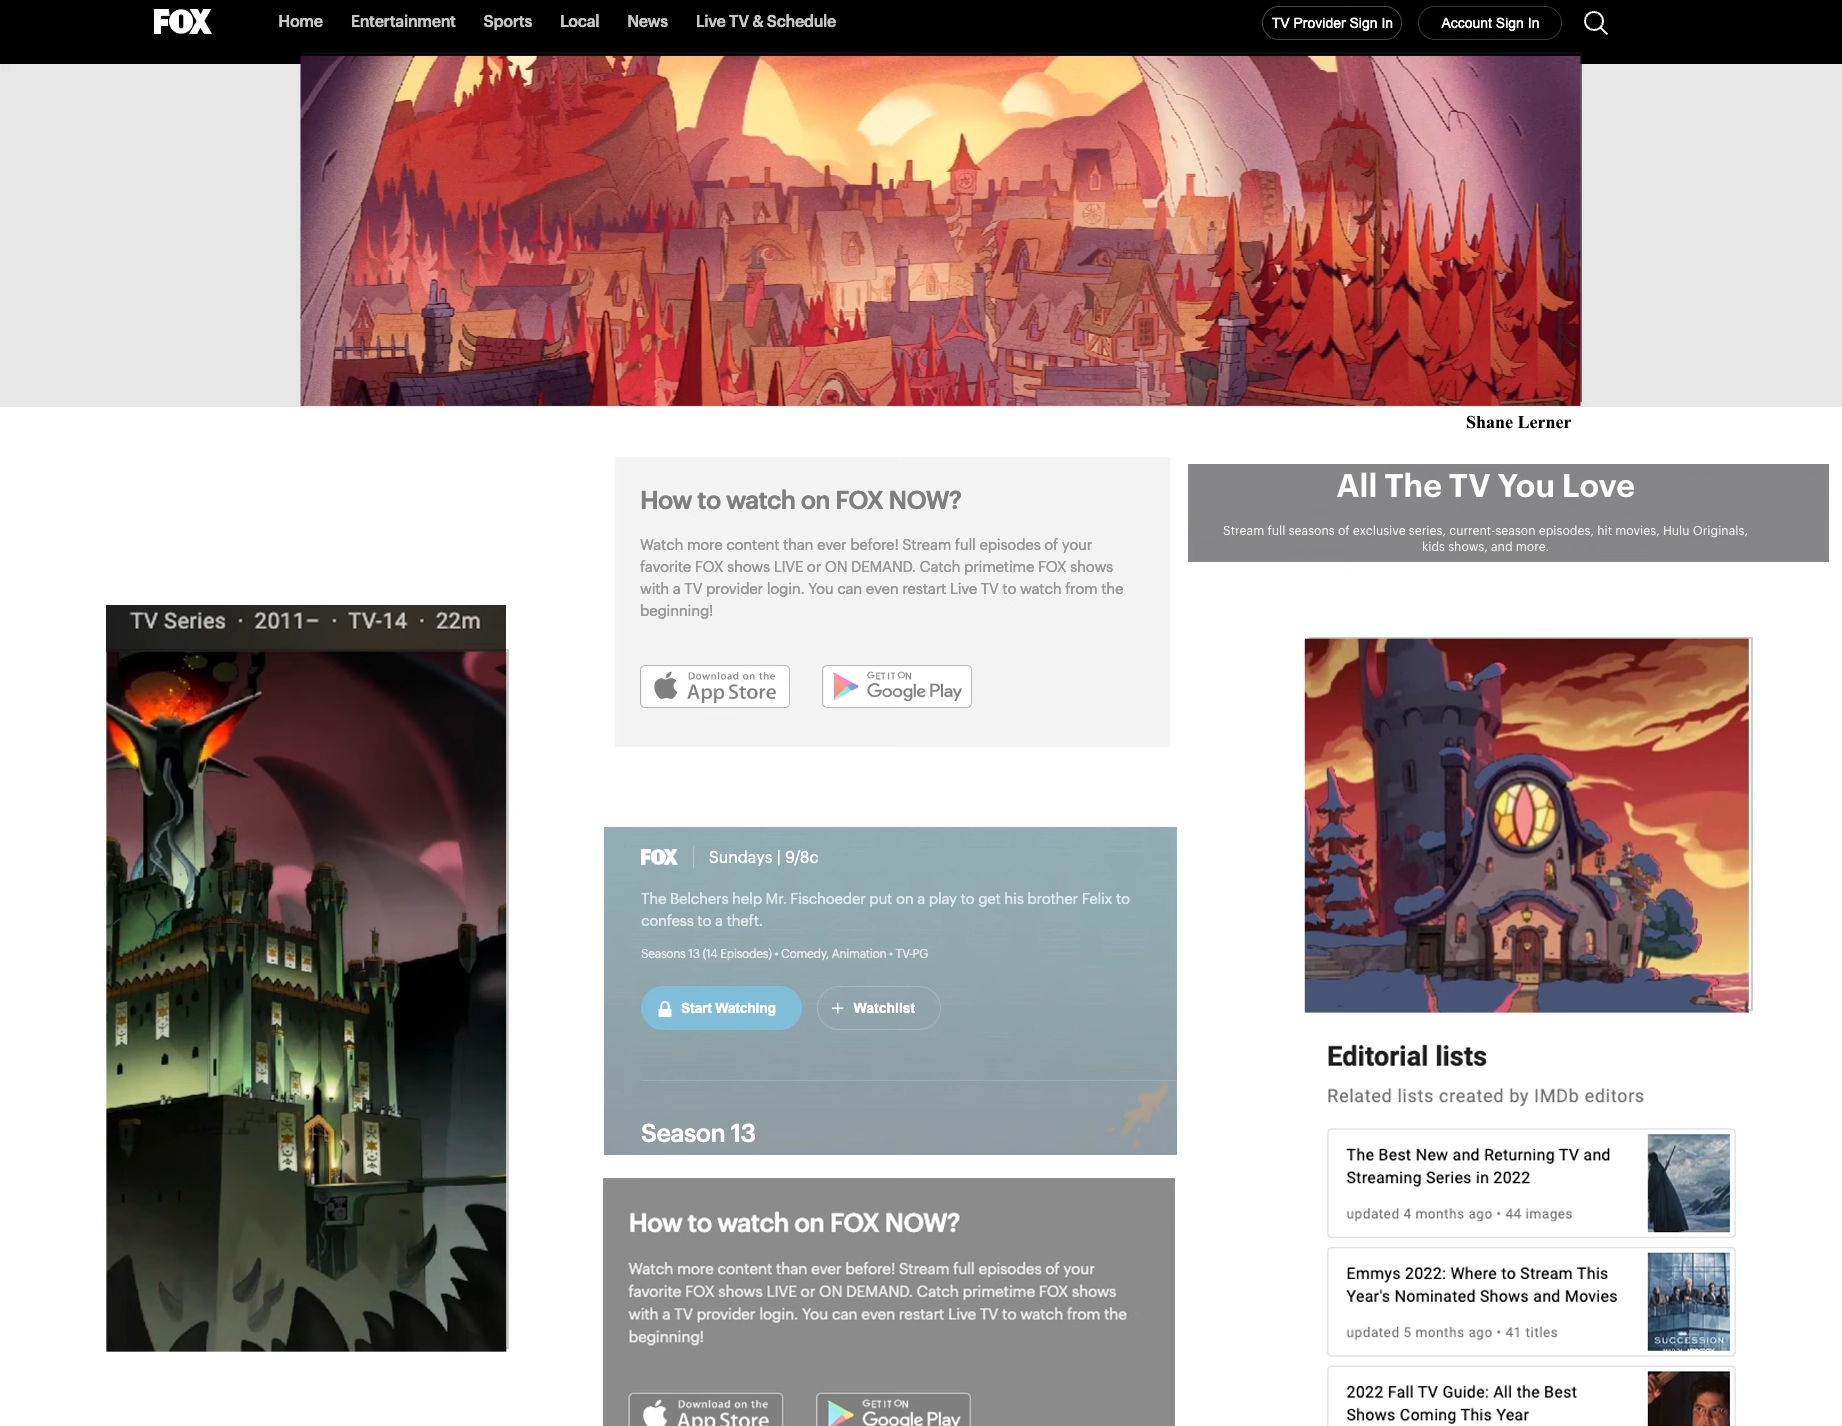 FOX
Home Entertainment Sports Local News Live TV & Schedule
TV Provider Sign In
Account Sign In
Shane Lerner
How to watch on FOX NOW?
Watch more content than ever before! Stream full episodes of your
favorite FOX shows LIVE or ON DEMAND. Catch primetime FOX shows
with a TV provider login. You can even restart Live TV to watch from the
beginning!
Download on the
App Store
GET IT ON
Google Play
All The TV You Love
Stream full seasons of exclusive series, current-season episodes, hit movies, Hulu Originals,
kids shows, and more.
TV Series · 2011– · TV-14 · 22m
FOX Sundays | 9/8c
The Belchers help Mr. Fischoeder put on a play to get his brother Felix to
confess to a theft.
Seasons 13 (14 Episodes) • Comedy, Animation • TV-PG
Start Watching
+ Watchlist
Season 13
How to watch on FOX NOW?
Watch more content than ever before! Stream full episodes of your
favorite FOX shows LIVE or ON DEMAND. Catch primetime FOX shows
with a TV provider login. You can even restart Live TV to watch from the
beginning!
Download on the
App Store
GET IT ON
Google Play
Editorial lists
Related lists created by IMDb editors
The Best New and Returning TV and
Streaming Series in 2022
updated 4 months ago • 44 images
Emmys 2022: Where to Stream This
Year's Nominated Shows and Movies
updated 5 months ago • 41 titles
SUCCESSION
2022 Fall TV Guide: All the Best
Shows Coming This Year